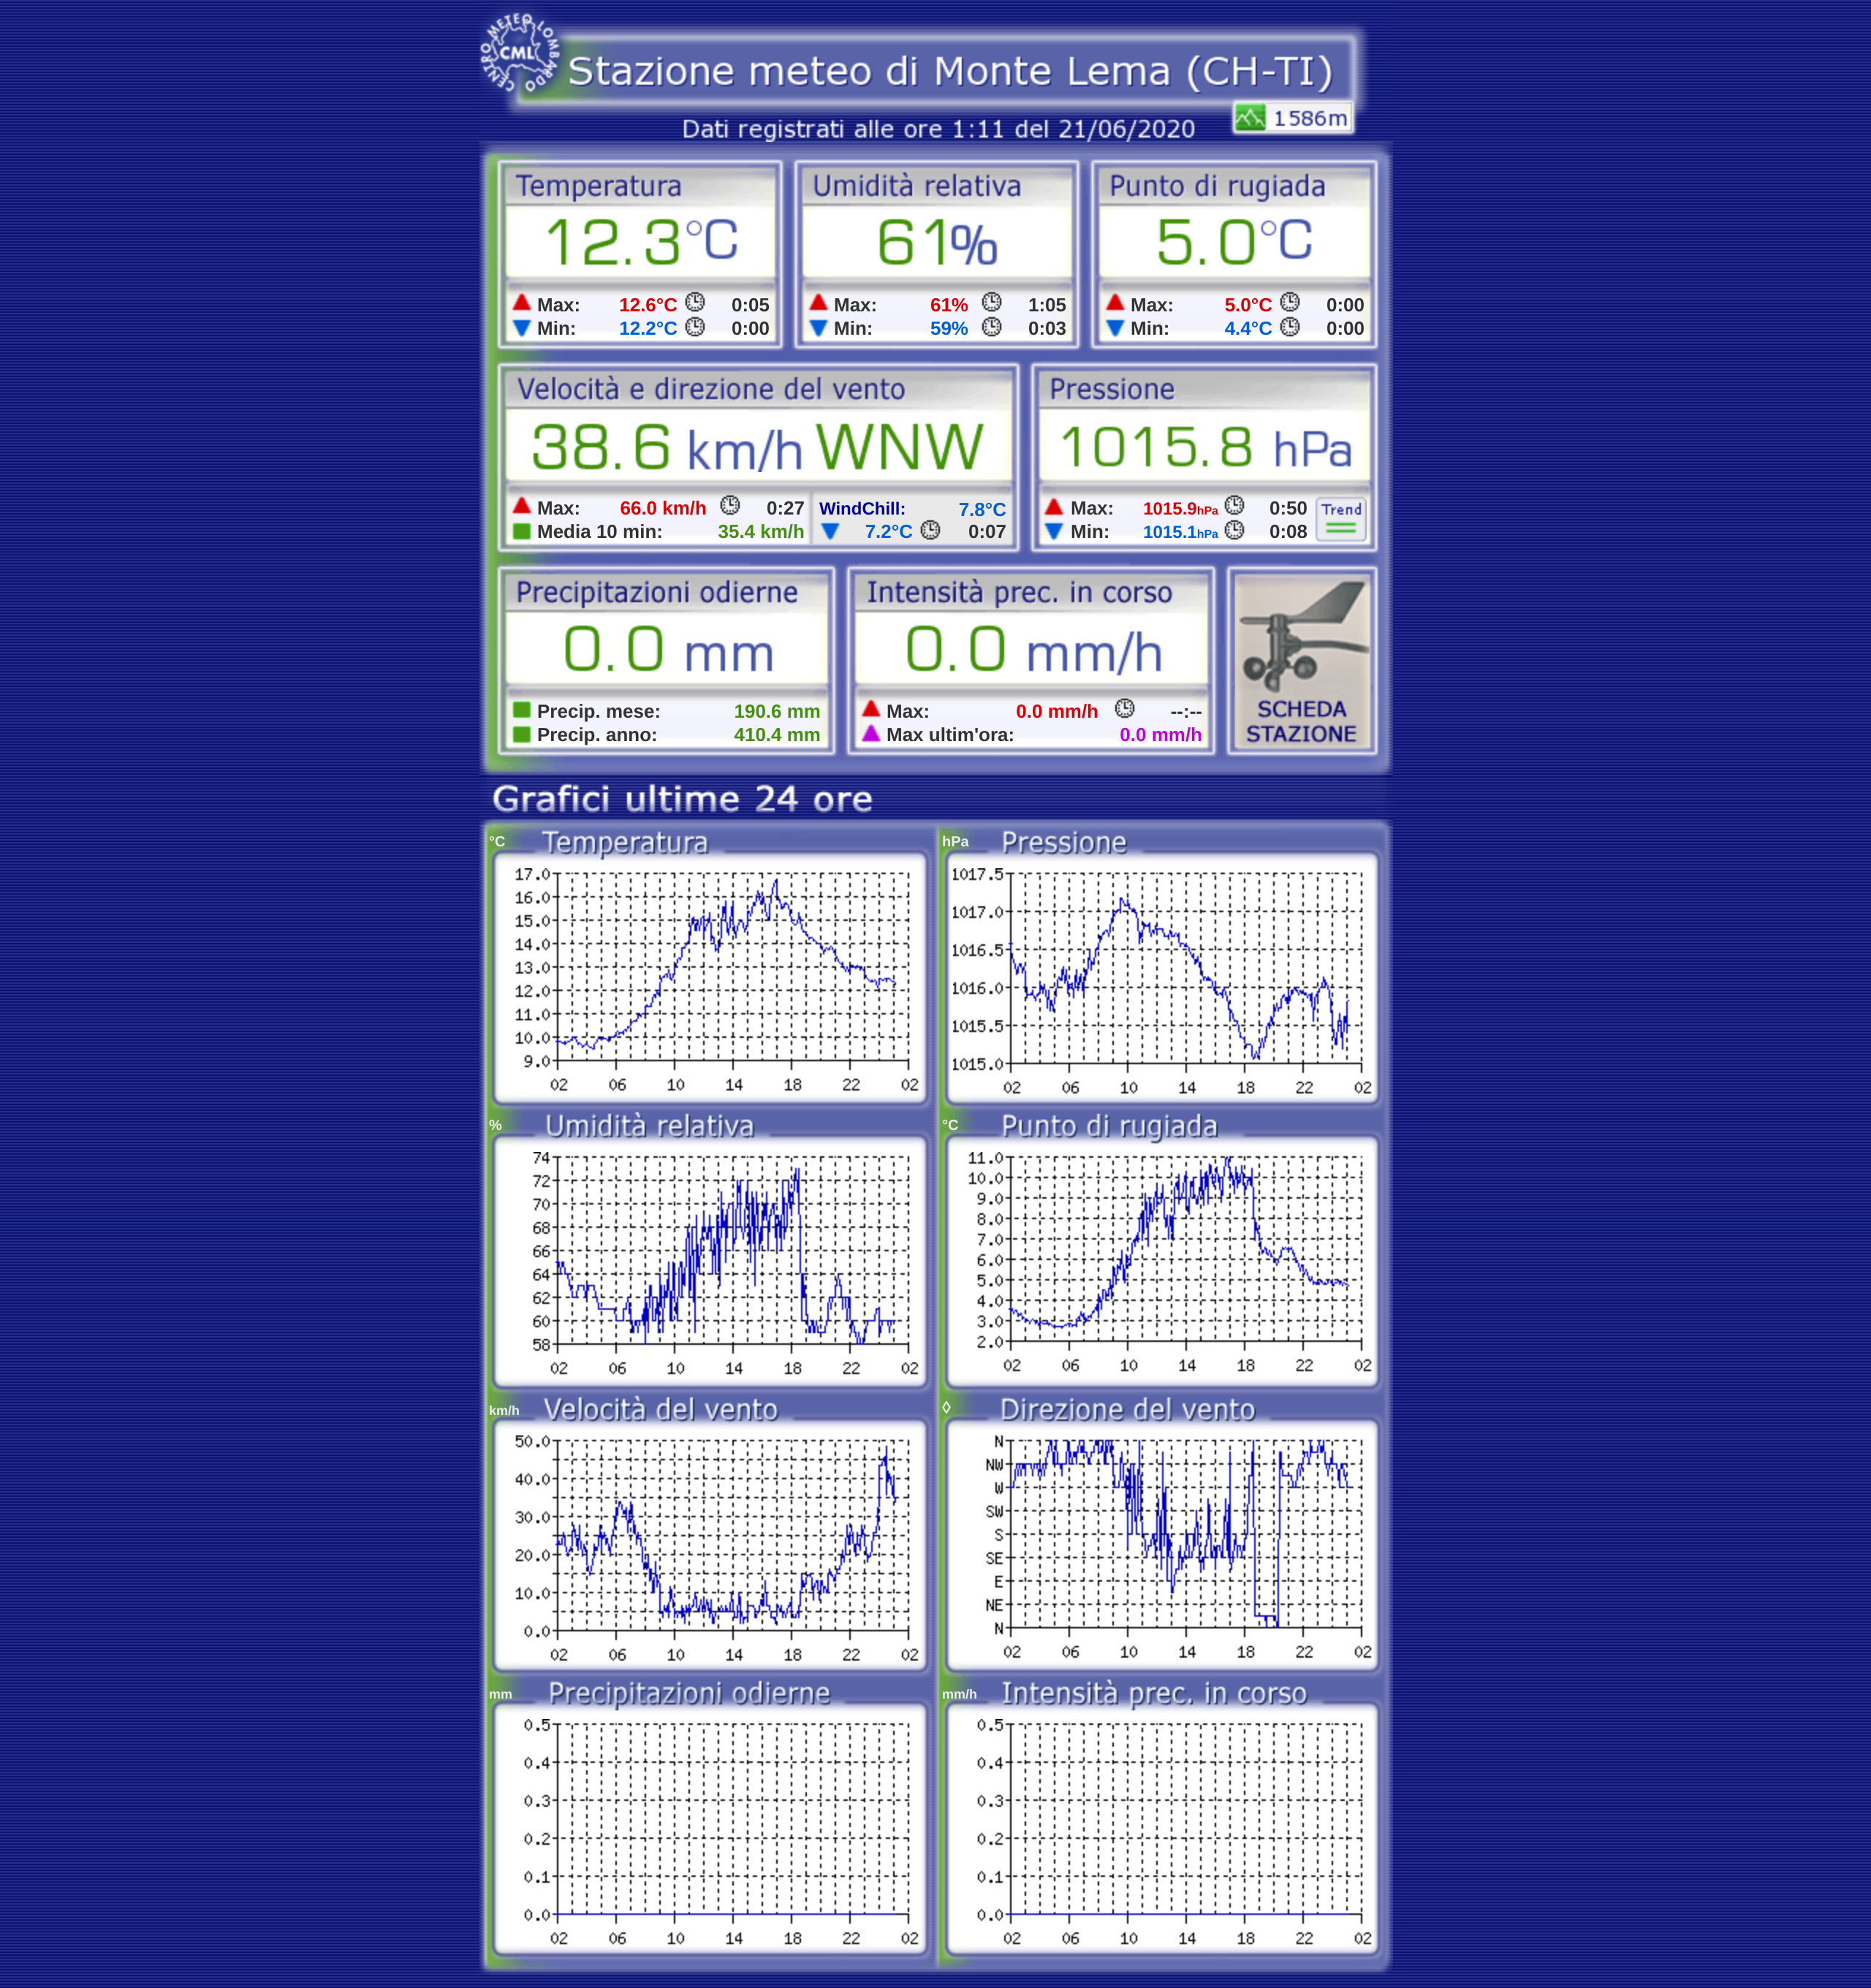 CENTRO METEO LOMBARDO
CML
Stazione meteo di Monte Lema (CH-TI)
1586m
Dati registrati alle ore 1:11 del 21/06/2020
Temperatura
12.3°C
Max: 12.6°C 0:05
Min: 12.2°C 0:00
Umidità relativa
61%
Max: 61% 1:05
Min: 59% 0:03
Punto di rugiada
5.0°C
Max: 5.0°C 0:00
Min: 4.4°C 0:00
Velocità e direzione del vento
38.6 km/h WNW
Max: 66.0 km/h 0:27
Media 10 min: 35.4 km/h
WindChill: 7.8°C
7.2°C 0:07
Pressione
1015.8 hPa
Max: 1015.9hPa 0:50
Min: 1015.1hPa 0:08
Trend
Precipitazioni odierne
0.0 mm
Precip. mese: 190.6 mm
Precip. anno: 410.4 mm
Intensità prec. in corso
0.0 mm/h
Max: 0.0 mm/h --:--
Max ultim'ora: 0.0 mm/h
SCHEDA
STAZIONE
Grafici ultime 24 ore
°C Temperatura
17.0
16.0
15.0
14.0
13.0
12.0
11.0
10.0
9.0
02 06 10 14 18 22 02
hPa Pressione
1017.5
1017.0
1016.5
1016.0
1015.5
1015.0
02 06 10 14 18 22 02
% Umidità relativa
74
72
70
68
66
64
62
60
58
02 06 10 14 18 22 02
°C Punto di rugiada
11.0
10.0
9.0
8.0
7.0
6.0
5.0
4.0
3.0
2.0
02 06 10 14 18 22 02
km/h Velocità del vento
50.0
40.0
30.0
20.0
10.0
0.0
02 06 10 14 18 22 02
◊ Direzione del vento
N
NW
W
SW
S
SE
E
NE
N
02 06 10 14 18 22 02
mm Precipitazioni odierne
0.5
0.4
0.3
0.2
0.1
0.0
02 06 10 14 18 22 02
mm/h Intensità prec. in corso
0.5
0.4
0.3
0.2
0.1
0.0
02 06 10 14 18 22 02